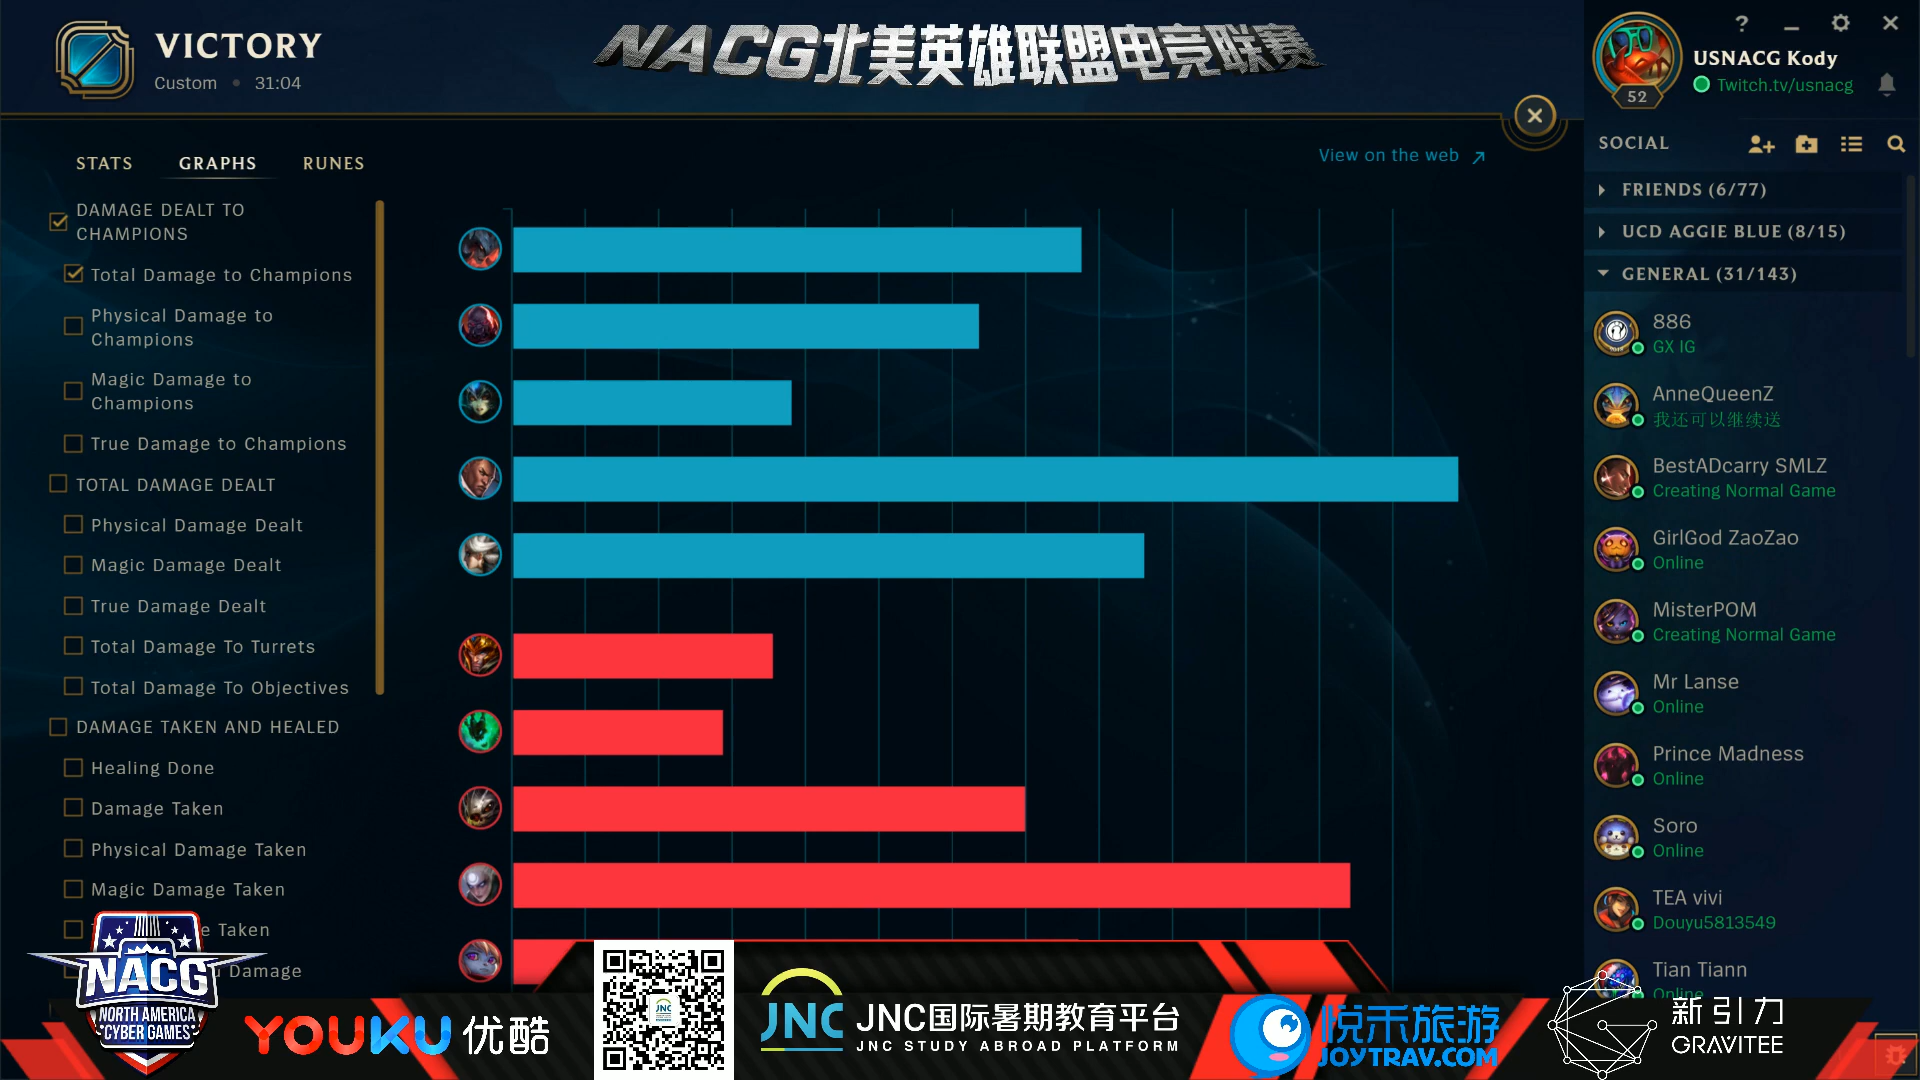 VICTORY
Custom • 31:04
NACG北美英雄联盟电竞联赛
?
USNACG Kody
Twitch.tv/usnacg
52
STATS
GRAPHS
RUNES
View on the web
SOCIAL
DAMAGE DEALT TO
CHAMPIONS
Total Damage to Champions
Physical Damage to
Champions
Magic Damage to
Champions
True Damage to Champions
TOTAL DAMAGE DEALT
Physical Damage Dealt
Magic Damage Dealt
True Damage Dealt
Total Damage To Turrets
Total Damage To Objectives
DAMAGE TAKEN AND HEALED
Healing Done
Damage Taken
Physical Damage Taken
Magic Damage Taken
e Taken
Damage
FRIENDS (6/77)
UCD AGGIE BLUE (8/15)
GENERAL (31/143)
886
GX IG
AnneQueenZ
我还可以继续送
BestADcarry SMLZ
Creating Normal Game
GirlGod ZaoZao
Online
MisterPOM
Creating Normal Game
Mr Lanse
Online
Prince Madness
Online
Soro
Online
TEA vivi
Douyu5813549
Tian Tiann
Online
NACG
NORTH AMERICA
CYBER GAMES
YOUKU 优酷
JNC
JNC
JNC国际暑期教育平台
JNC STUDY ABROAD PLATFORM
悦禾旅游
JOYTRAV.COM
新引力
GRAVITEE